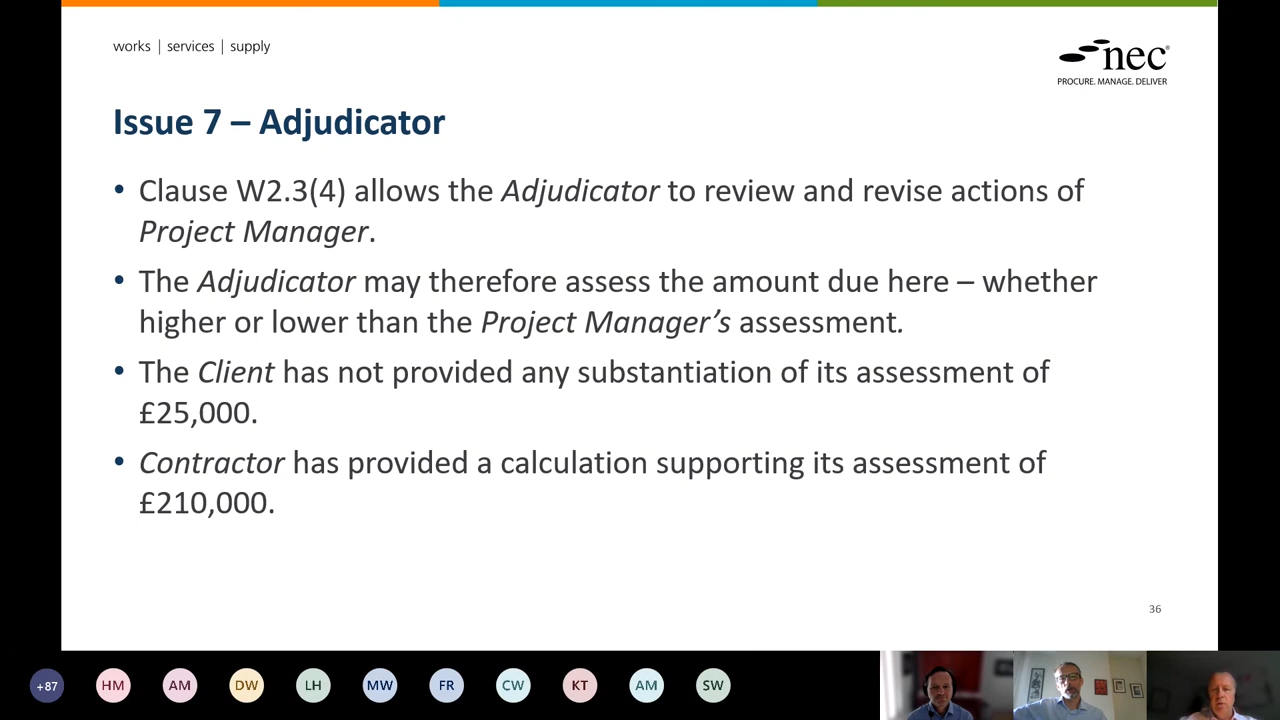 works | services | supply
nec®
PROCURE. MANAGE. DELIVER
Issue 7 – Adjudicator
• Clause W2.3(4) allows the Adjudicator to review and revise actions of
Project Manager.
• The Adjudicator may therefore assess the amount due here – whether
higher or lower than the Project Manager’s assessment.
• The Client has not provided any substantiation of its assessment of
£25,000.
• Contractor has provided a calculation supporting its assessment of
£210,000.
36
+87 HM AM DW LH MW FR CW KT AM SW